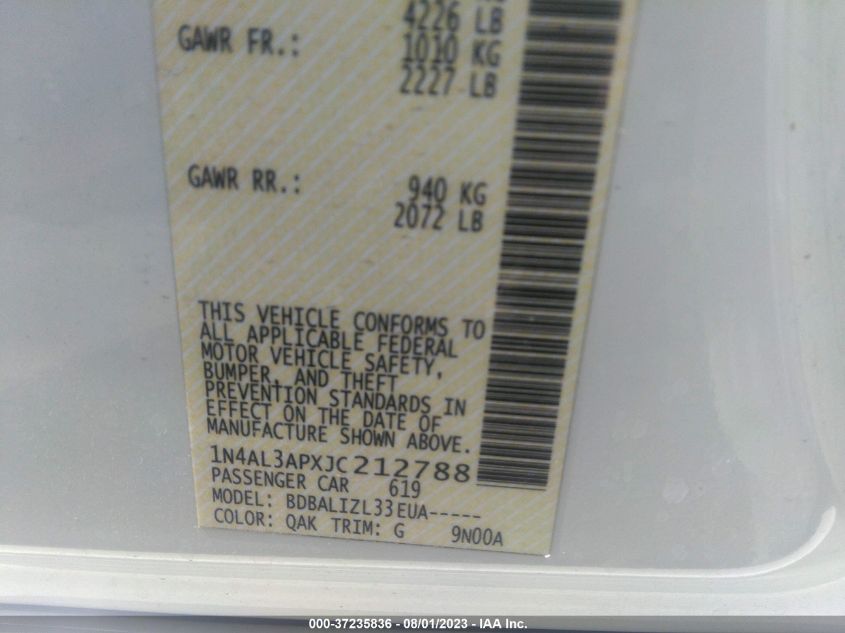 4226 LB
GAWR FR.: 1010 KG
2227 LB
GAWR RR.: 940 KG
2072 LB
THIS VEHICLE CONFORMS TO
ALL APPLICABLE FEDERAL
MOTOR VEHICLE SAFETY,
BUMPER, AND THEFT
PREVENTION STANDARDS IN
EFFECT ON THE DATE OF
MANUFACTURE SHOWN ABOVE.
1N4AL3APXJC212788
PASSENGER CAR 619
MODEL: BDBALIZL33EUA-----
COLOR: QAK TRIM: G 9N00A
000-37235836 - 08/01/2023 - IAA Inc.